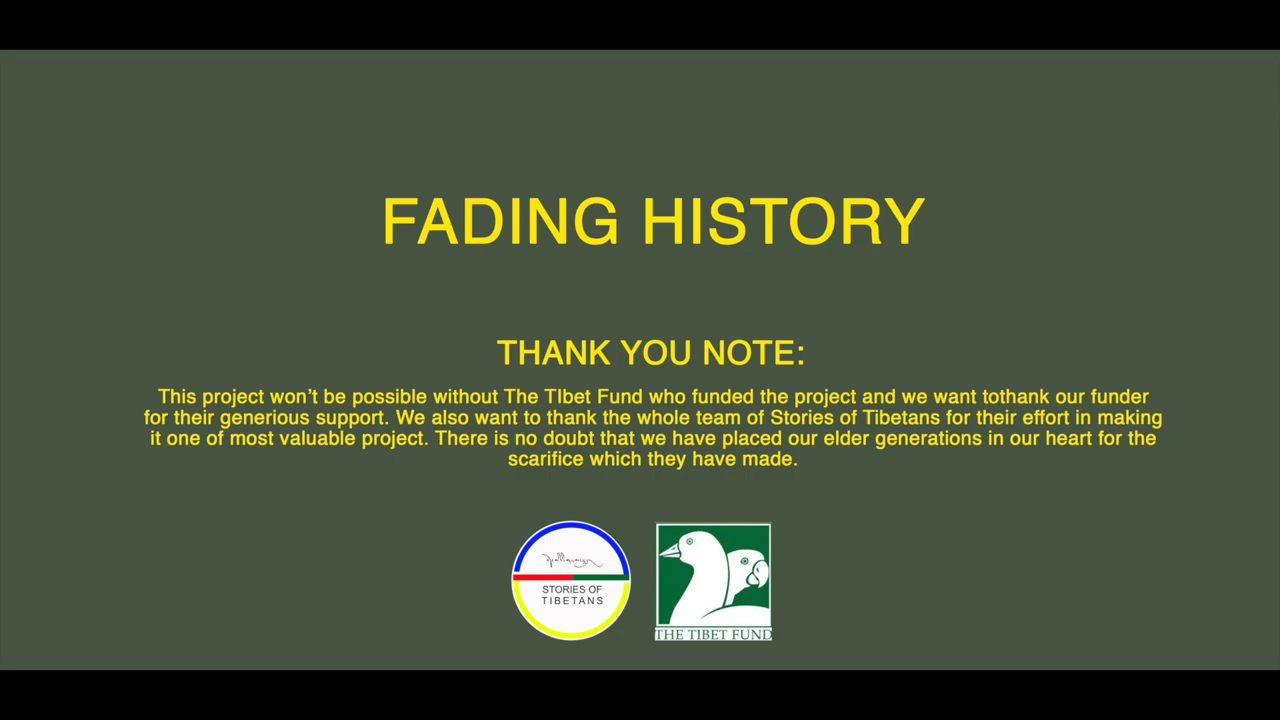 FADING HISTORY
THANK YOU NOTE:
This project won't be possible without The TIbet Fund who funded the project and we want tothank our funder
for their generious support. We also want to thank the whole team of Stories of Tibetans for their effort in making
it one of most valuable project. There is no doubt that we have placed our elder generations in our heart for the
scarifice which they have made.
STORIES OF
TIBETANS
THE TIBET FUND